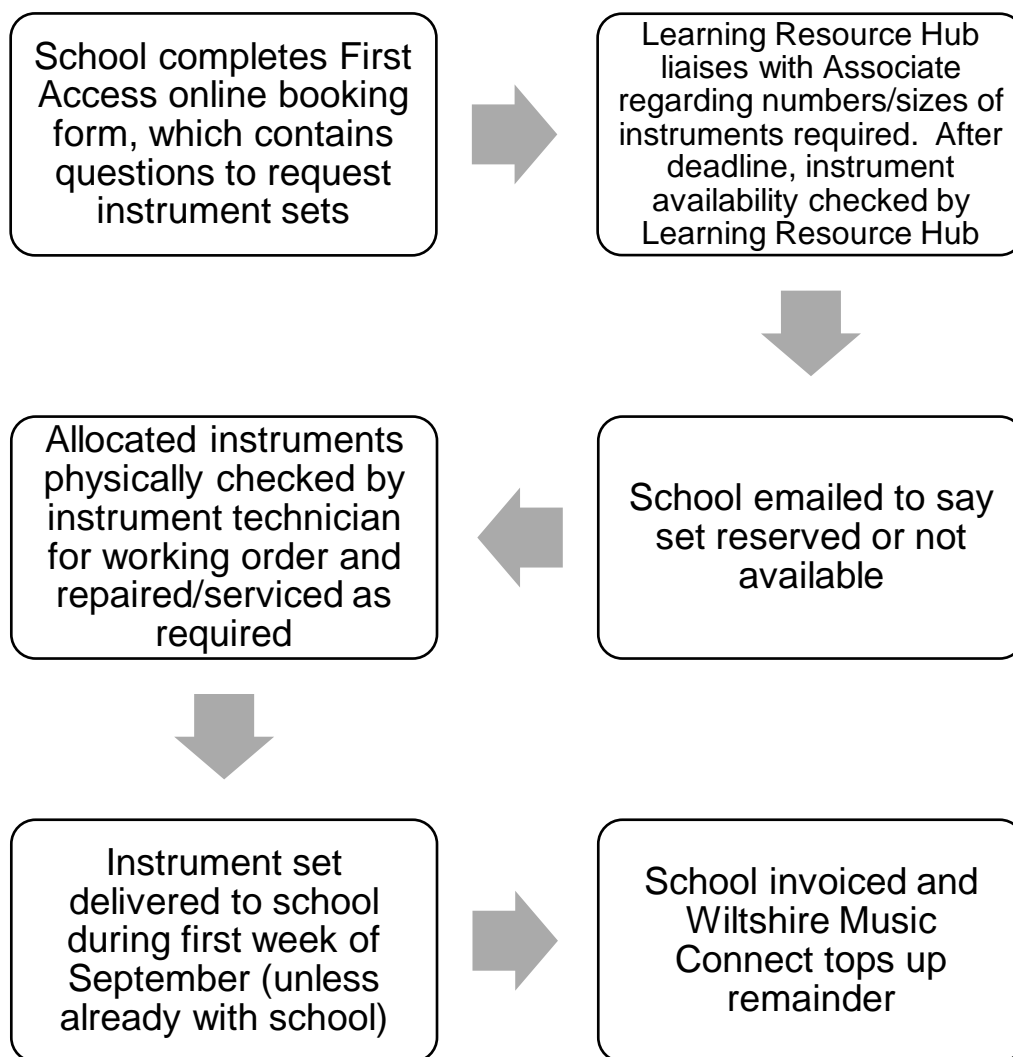 School completes First
Access online booking
form, which contains
questions to request
instrument sets
Learning Resource Hub
liaises with Associate
regarding numbers/sizes of
instruments required.  After
deadline, instrument
availability checked by
Learning Resource Hub
School emailed to say
set reserved or not
available
Allocated instruments
physically checked by
instrument technician
for working order and
repaired/serviced as
required
Instrument set
delivered to school
during first week of
September (unless
already with school)
School invoiced and
Wiltshire Music
Connect tops up
remainder